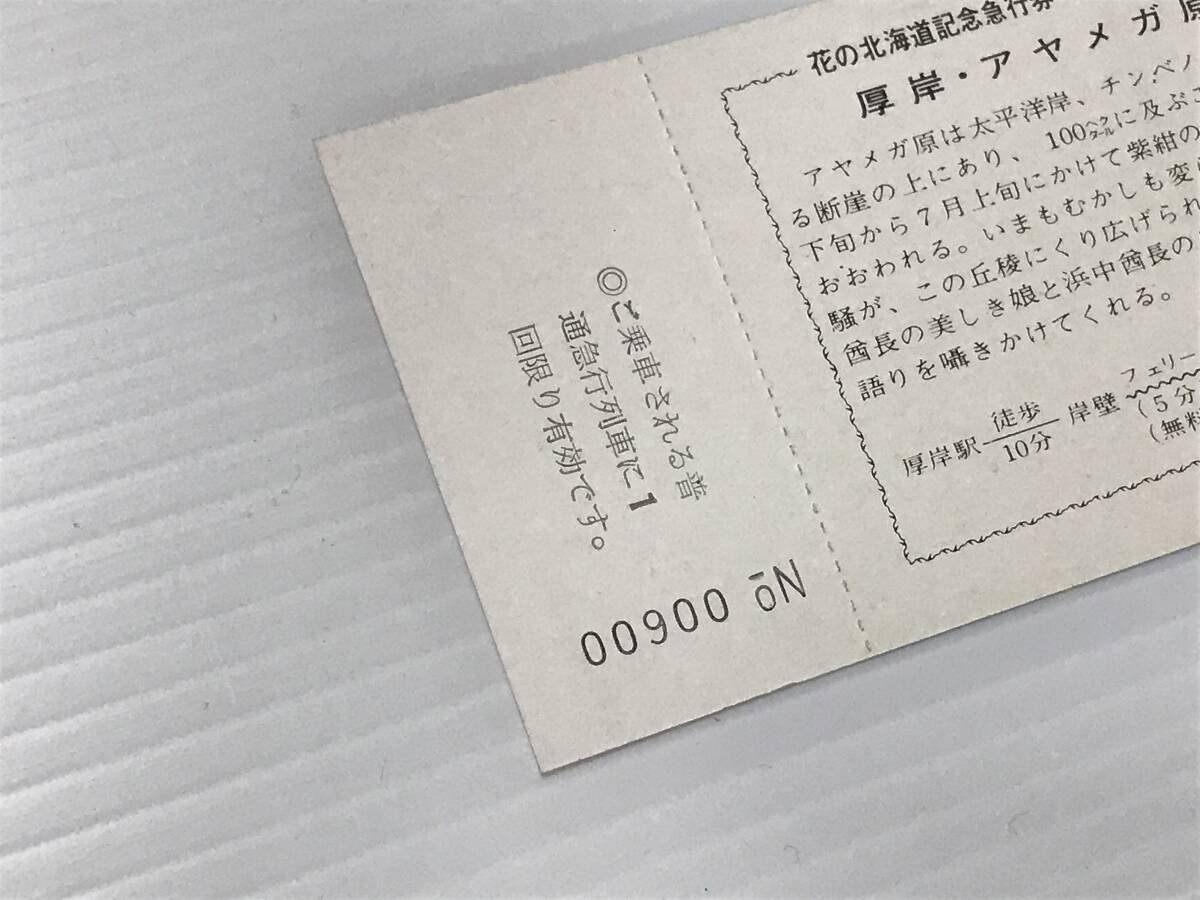 花の北海道記念急行券
厚岸・アヤメガ原
アヤメガ原は太平洋岸、チンベノ
る断崖の上にあり、100ヘクタールに及ぶこ
下旬から7月上旬にかけて紫紺の
おおわれる。いまもむかしも変
騒が、この丘稜にくり広げられ
酋長の美しき娘と浜中酋長の
語りを囁きかけてくれる。
厚岸駅 徒歩 10分 岸壁 フェリー (5分
(無料
◎ご乗車される普
通急行列車に1
回限り有効です。
No 00600